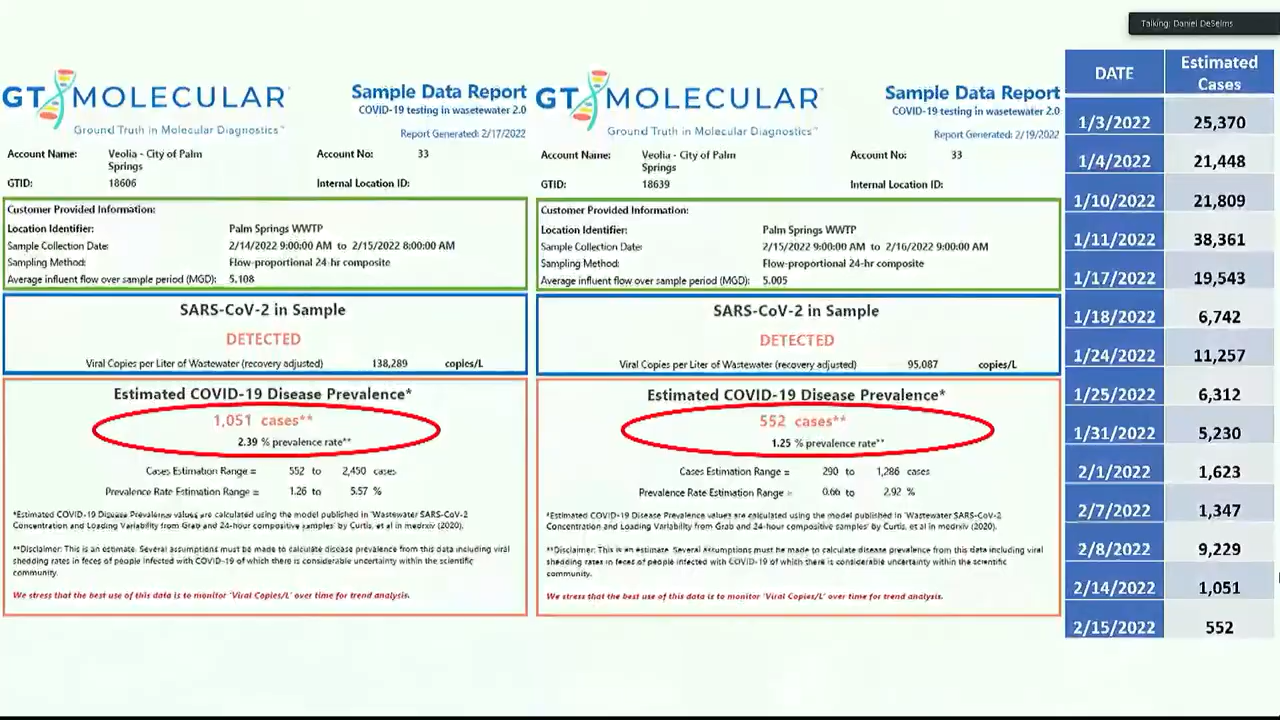 Talking: Daniel DeSelms
GT MOLECULAR
Ground Truth in Molecular Diagnostics™
Sample Data Report
COVID-19 testing in wasetewater 2.0
Report Generated: 2/17/2022
Account Name: Veolia - City of Palm Springs
Account No: 33
GTID: 18606
Internal Location ID:
Customer Provided Information:
Location Identifier: Palm Springs WWTP
Sample Collection Date: 2/14/2022 9:00:00 AM to 2/15/2022 8:00:00 AM
Sampling Method: Flow-proportional 24-hr composite
Average influent flow over sample period (MGD): 5.108
SARS-CoV-2 in Sample
DETECTED
Viral Copies per Liter of Wastewater (recovery adjusted) 138,289 copies/L
Estimated COVID-19 Disease Prevalence*
1,051 cases**
2.39 % prevalence rate**
Cases Estimation Range = 552 to 2,450 cases
Prevalence Rate Estimation Range = 1.26 to 5.57 %
*Estimated COVID-19 Disease Prevalence values are calculated using the model published in 'Wastewater SARS-CoV-2
Concentration and Loading Variability from Grab and 24-hour compositive samples' by Curtis, et al in medrxiv (2020).
**Disclaimer: This is an estimate. Several assumptions must be made to calculate disease prevalence from this data including viral
shedding rates in feces of people infected with COVID-19 of which there is considerable uncertainty within the scientific
community.
We stress that the best use of this data is to monitor 'Viral Copies/L' over time for trend analysis.
GT MOLECULAR
Ground Truth in Molecular Diagnostics™
Sample Data Report
COVID-19 testing in wasetewater 2.0
Report Generated: 2/19/2022
Account Name: Veolia - City of Palm Springs
Account No: 33
GTID: 18639
Internal Location ID:
Customer Provided Information:
Location Identifier: Palm Springs WWTP
Sample Collection Date: 2/15/2022 9:00:00 AM to 2/16/2022 9:00:00 AM
Sampling Method: Flow-proportional 24-hr composite
Average influent flow over sample period (MGD): 5.005
SARS-CoV-2 in Sample
DETECTED
Viral Copies per Liter of Wastewater (recovery adjusted) 95,087 copies/L
Estimated COVID-19 Disease Prevalence*
552 cases**
1.25 % prevalence rate**
Cases Estimation Range = 290 to 1,286 cases
Prevalence Rate Estimation Range = 0.66 to 2.92 %
*Estimated COVID-19 Disease Prevalence values are calculated using the model published in 'Wastewater SARS-CoV-2
Concentration and Loading Variability from Grab and 24-hour compositive samples' by Curtis, et al in medrxiv (2020).
**Disclaimer: This is an estimate. Several assumptions must be made to calculate disease prevalence from this data including viral
shedding rates in feces of people infected with COVID-19 of which there is considerable uncertainty within the scientific
community.
We stress that the best use of this data is to monitor 'Viral Copies/L' over time for trend analysis.
DATE Estimated Cases
1/3/2022 25,370
1/4/2022 21,448
1/10/2022 21,809
1/11/2022 38,361
1/17/2022 19,543
1/18/2022 6,742
1/24/2022 11,257
1/25/2022 6,312
1/31/2022 5,230
2/1/2022 1,623
2/7/2022 1,347
2/8/2022 9,229
2/14/2022 1,051
2/15/2022 552